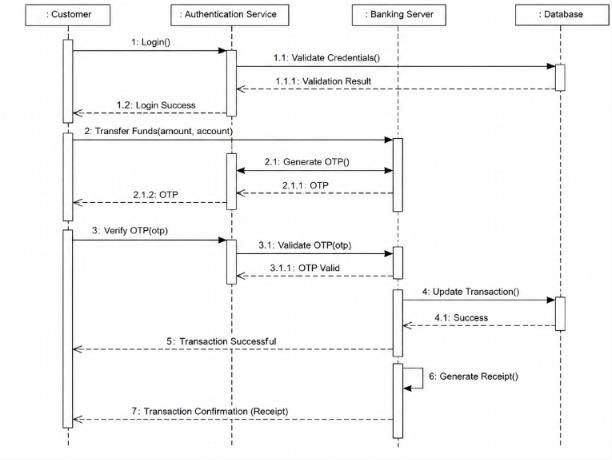 : Customer
: Authentication Service
: Banking Server
: Database
1: Login()
1.1: Validate Credentials()
1.1.1: Validation Result
1.2: Login Success
2: Transfer Funds(amount, account)
2.1: Generate OTP()
2.1.1: OTP
2.1.2: OTP
3: Verify OTP(otp)
3.1: Validate OTP(otp)
3.1.1: OTP Valid
4: Update Transaction()
4.1: Success
5: Transaction Successful
6: Generate Receipt()
7: Transaction Confirmation (Receipt)